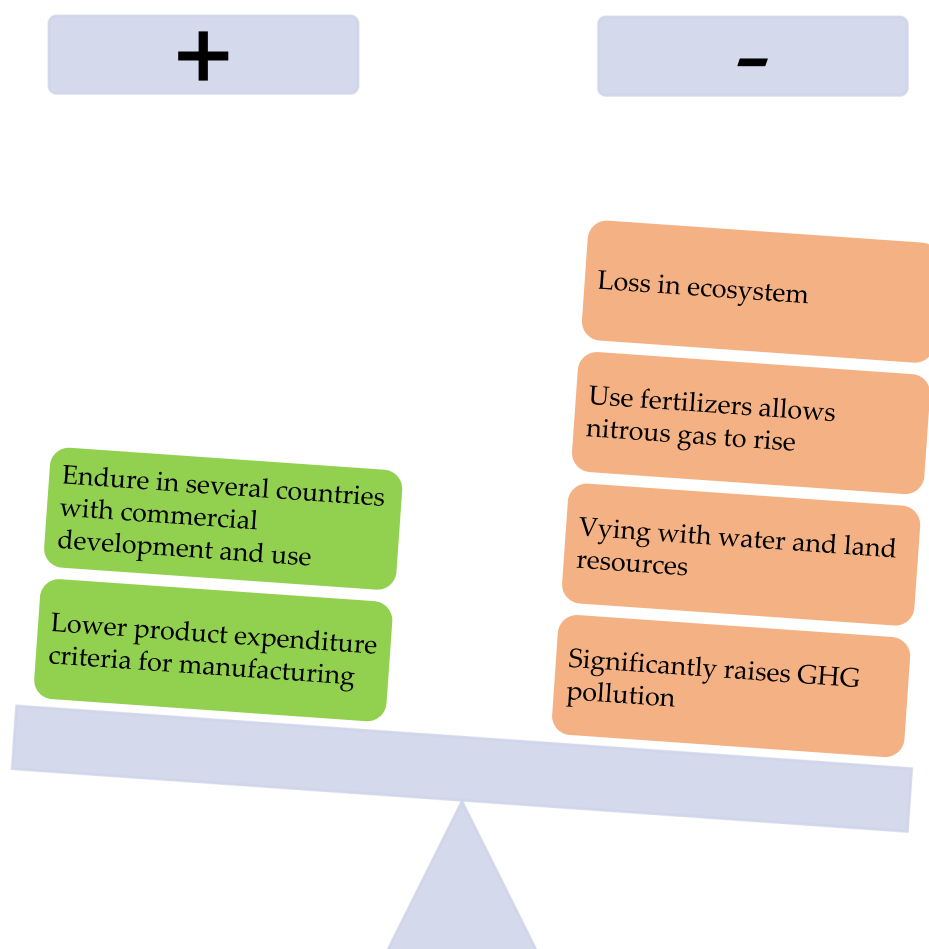 +
-
Endure in several countries
with commercial
development and use
Lower product expenditure
criteria for manufacturing
Loss in ecosystem
Use fertilizers allows
nitrous gas to rise
Vying with water and land
resources
Significantly raises GHG
pollution